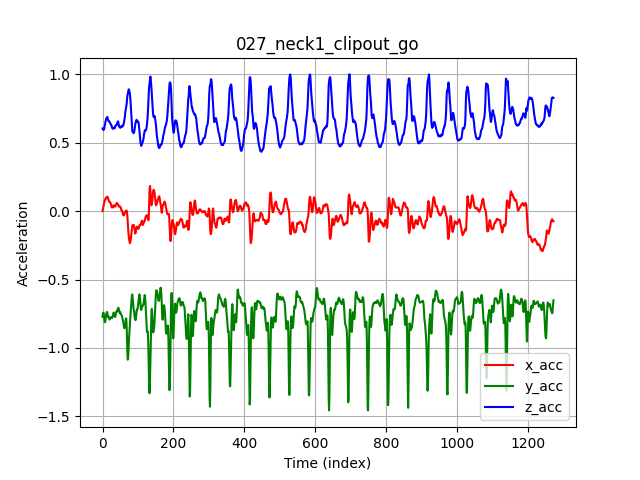 027_neck1_clipout_go
1.0
0.5
0.0
−0.5
−1.0
−1.5
Acceleration
0 200 400 600 800 1000 1200
Time (index)
x_acc
y_acc
z_acc